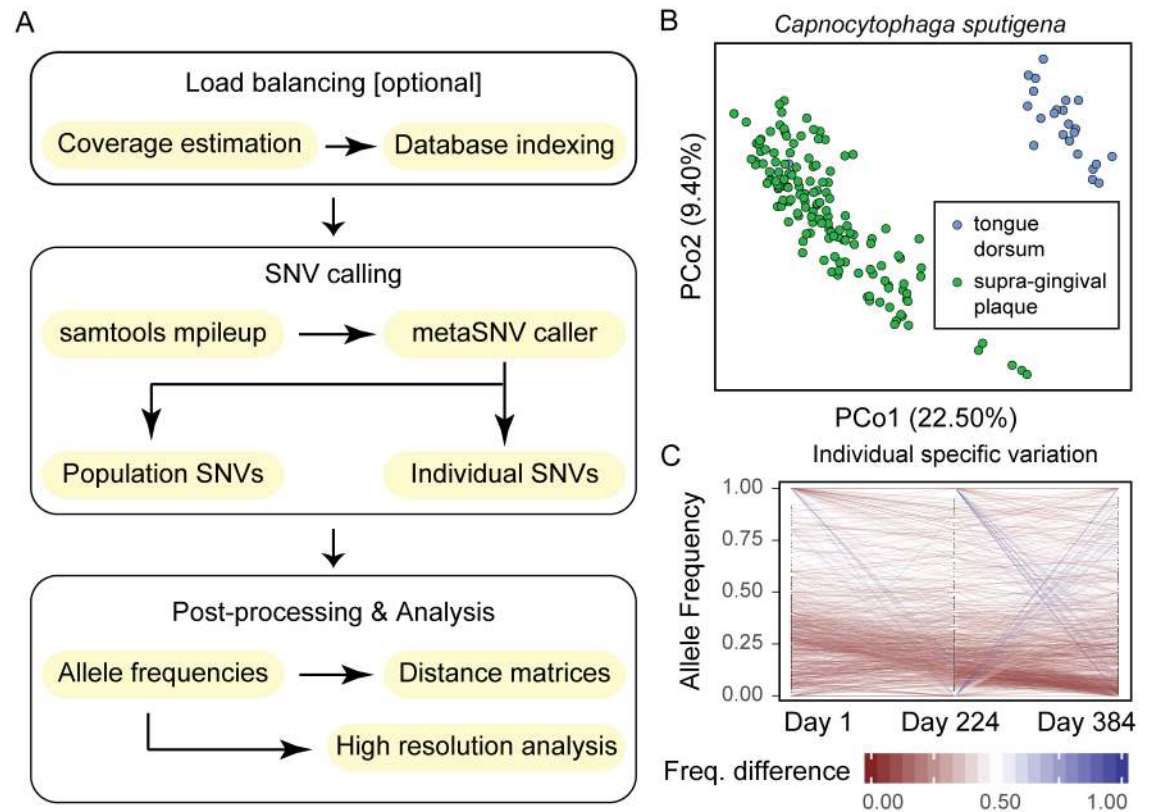 A
Load balancing [optional]
Coverage estimation
Database indexing
SNV calling
samtools mpileup
metaSNV caller
Population SNVs
Individual SNVs
Post-processing & Analysis
Allele frequencies
Distance matrices
High resolution analysis
B
Capnocytophaga sputigena
PCo2 (9.40%)
tongue
dorsum
supra-gingival
plaque
PCo1 (22.50%)
C
Individual specific variation
Allele Frequency
1.00
0.75
0.50
0.25
0.00
Day 1
Day 224
Day 384
Freq. difference
0.00
0.50
1.00